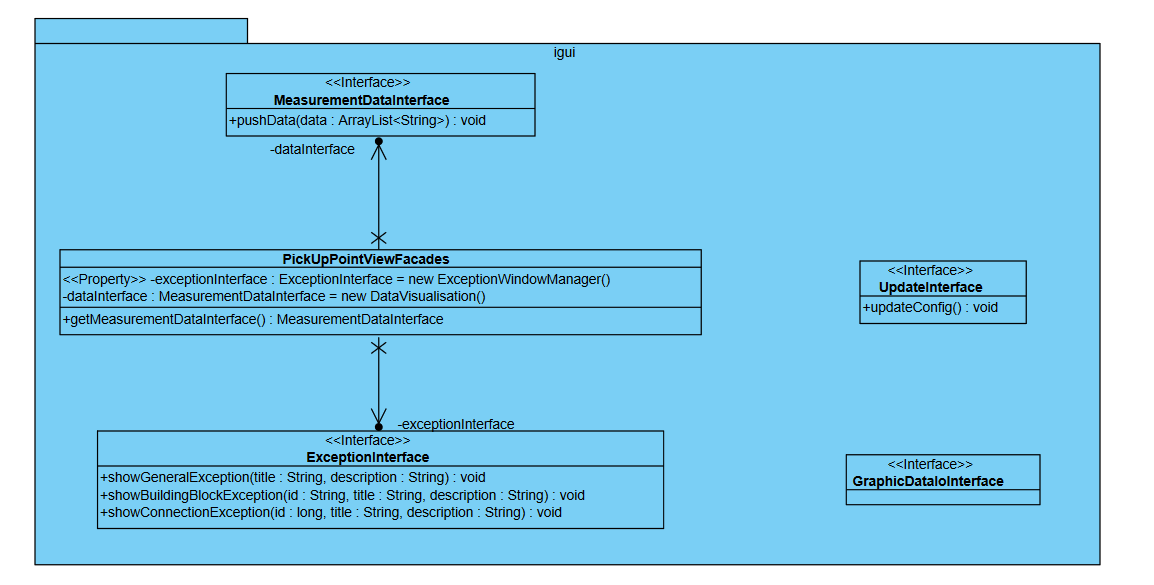 igui
<<Interface>>
MeasurementDataInterface
+pushData(data : ArrayList<String>) : void
-dataInterface
PickUpPointViewFacades
<<Property>> -exceptionInterface : ExceptionInterface = new ExceptionWindowManager()
-dataInterface : MeasurementDataInterface = new DataVisualisation()
+getMeasurementDataInterface() : MeasurementDataInterface
<<Interface>>
UpdateInterface
+updateConfig() : void
-exceptionInterface
<<Interface>>
ExceptionInterface
+showGeneralException(title : String, description : String) : void
+showBuildingBlockException(id : String, title : String, description : String) : void
+showConnectionException(id : long, title : String, description : String) : void
<<Interface>>
GraphicDataIoInterface